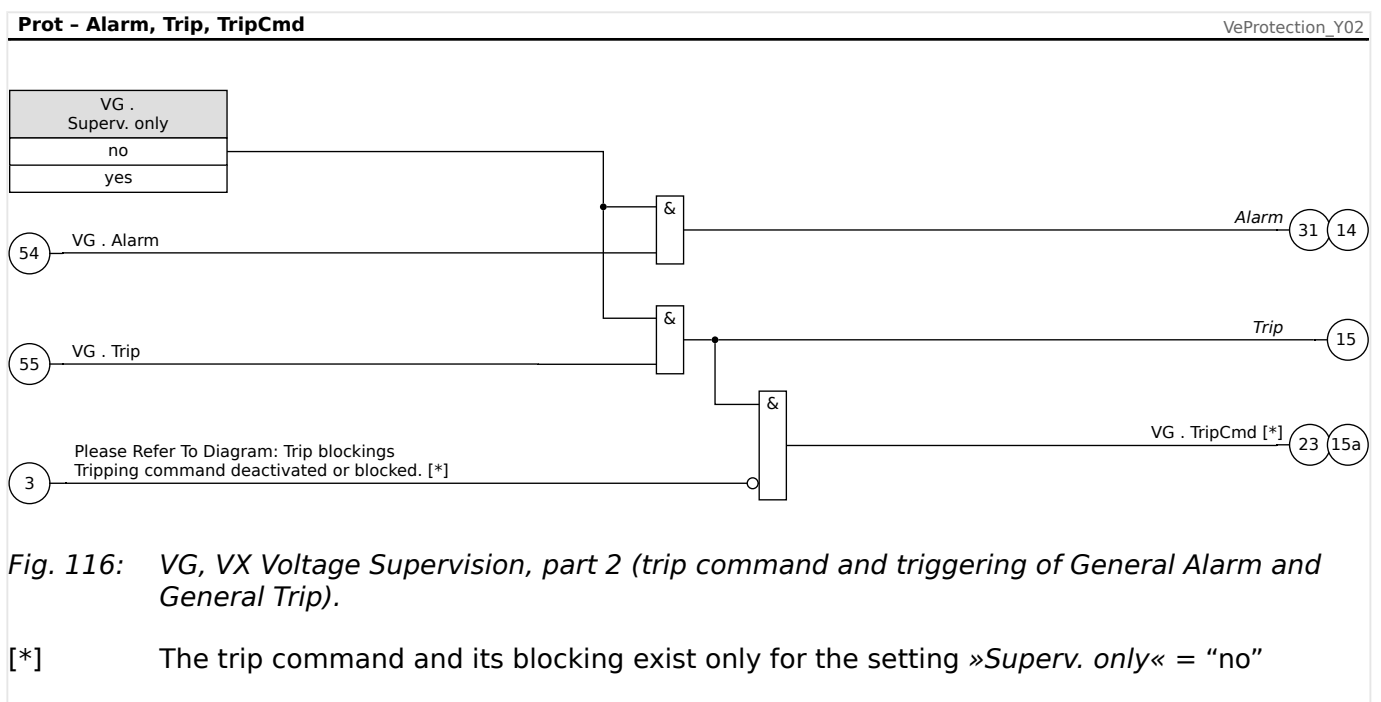 Prot – Alarm, Trip, TripCmd
VeProtection_Y02
VG .
Superv. only
no
yes
&
Alarm
31
14
54
VG . Alarm
&
Trip
15
55
VG . Trip
&
VG . TripCmd [*]
23
15a
Please Refer To Diagram: Trip blockings
Tripping command deactivated or blocked. [*]
3
Fig. 116: VG, VX Voltage Supervision, part 2 (trip command and triggering of General Alarm and
General Trip).
[*] The trip command and its blocking exist only for the setting »Superv. only« = “no”